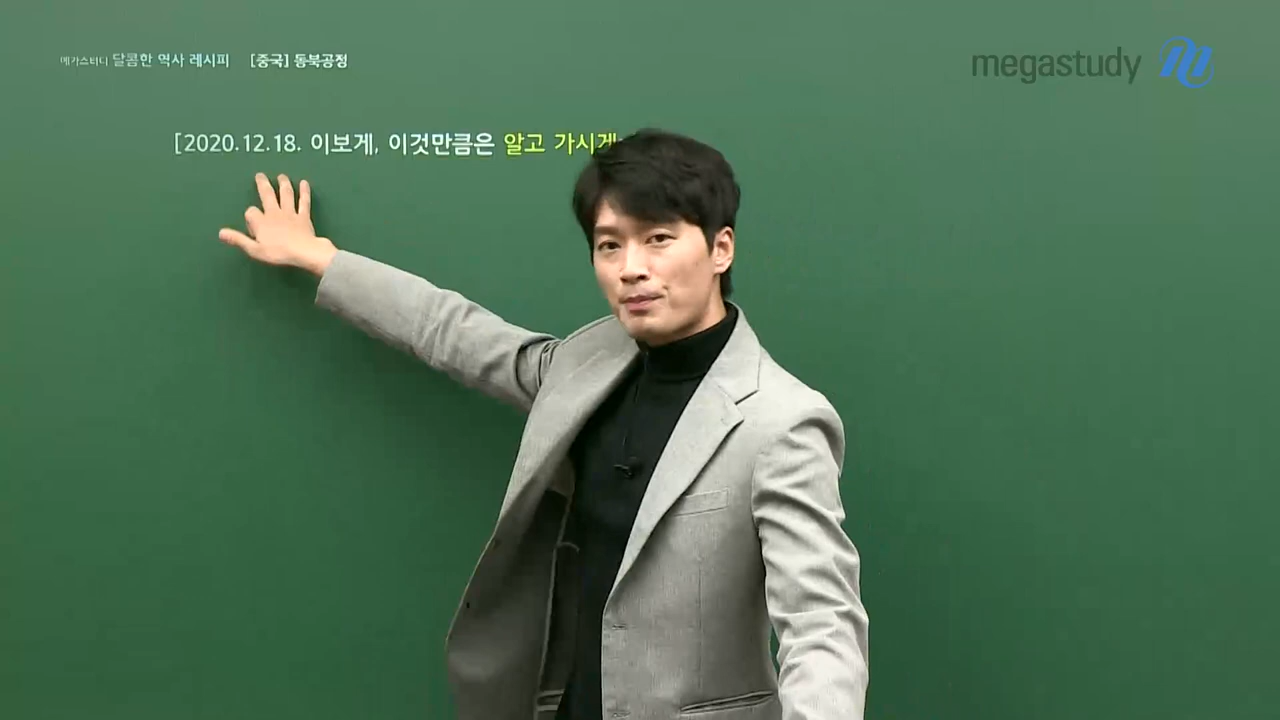 메가스터디 달콤한 역사 레시피 [중국] 동북공정
megastudy
[2020.12.18. 이보게, 이것만큼은 알고 가시게